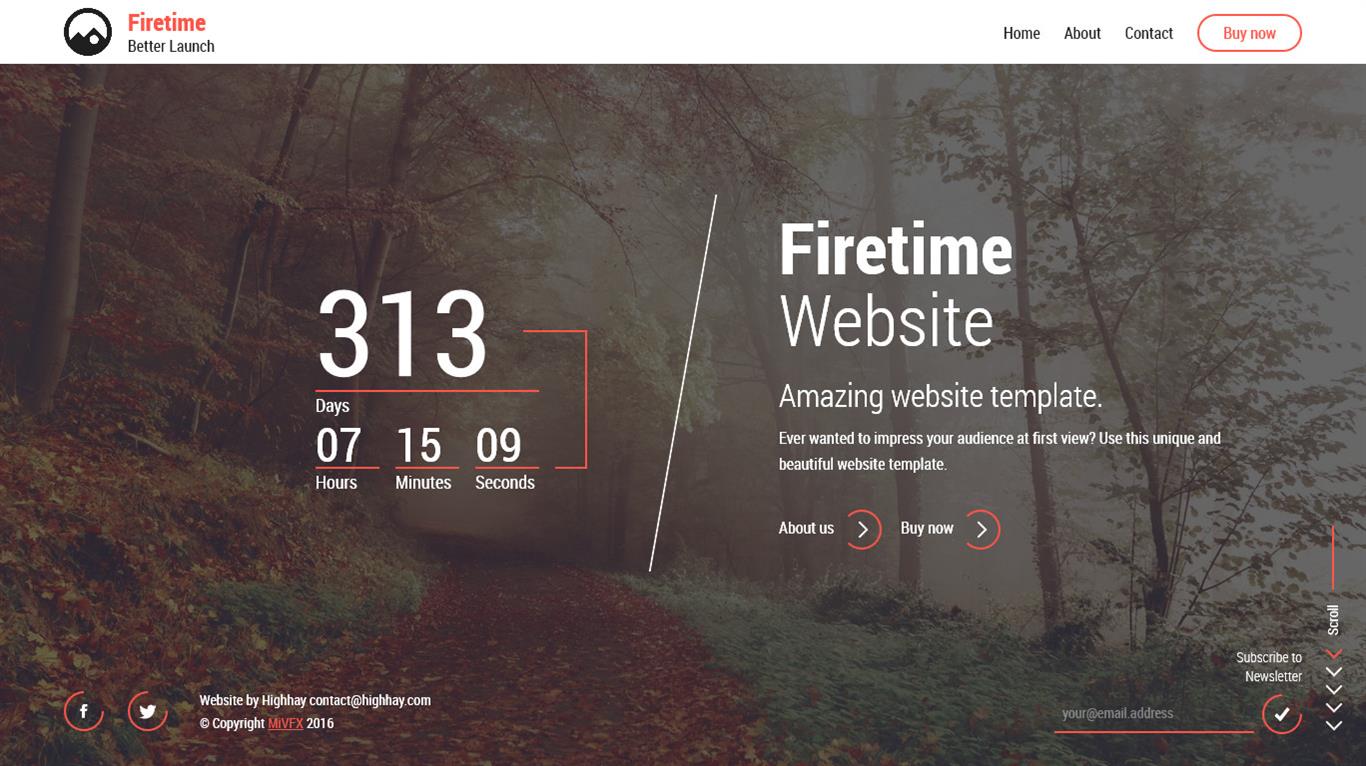 Firetime
Better Launch
Home
About
Contact
Buy now
313
Days
07
15
09
Hours
Minutes
Seconds
Firetime
Website
Amazing website template.
Ever wanted to impress your audience at first view? Use this unique and
beautiful website template.
About us
Buy now
Scroll
Subscribe to
Newsletter
your@email.address
Website by Highhay contact@highhay.com
© Copyright MiVFX 2016